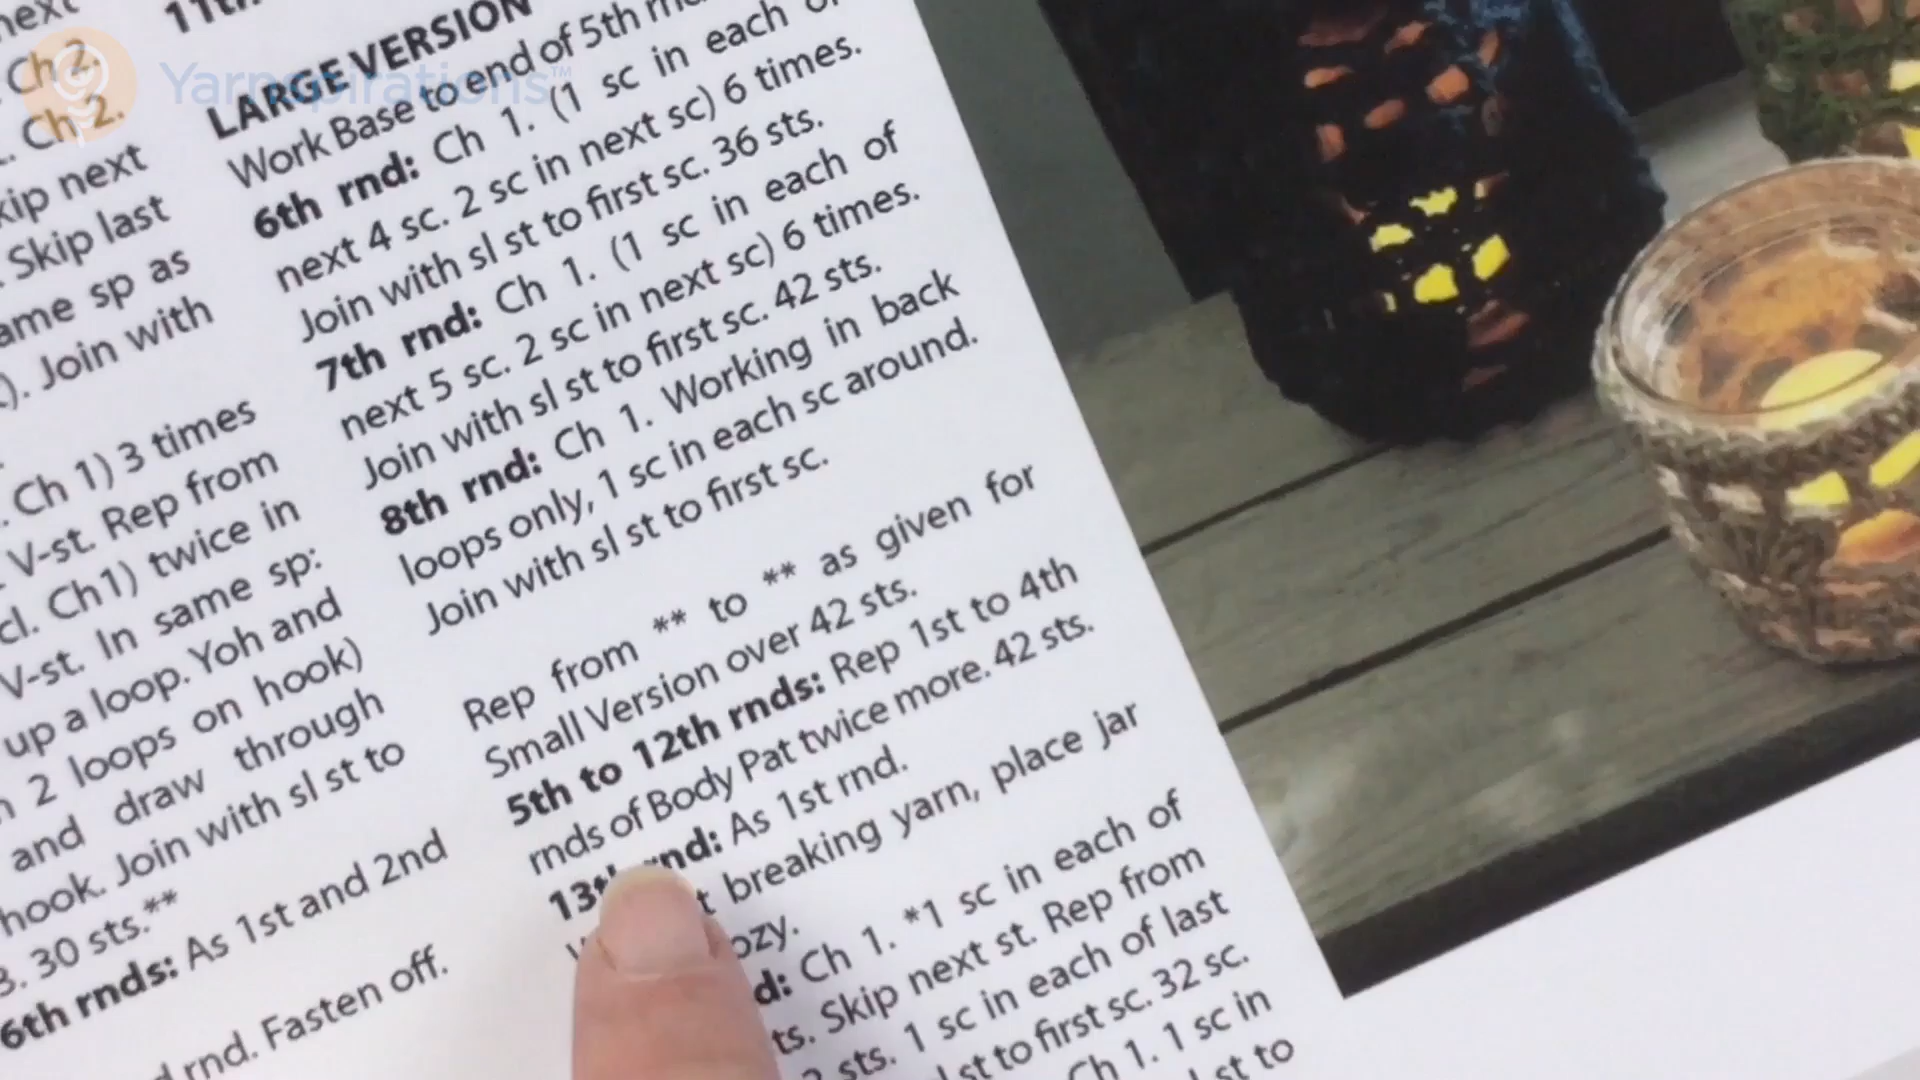 Yarnspirations™
next
Ch 2.
Ch 2.
next
Skip last
same sp as
Join with
Ch 1) 3 times
V-st. Rep from
cl. Ch1) twice in
V-st. In same sp:
up a loop. Yoh and
2 loops on hook)
and draw through
hook. Join with sl st to
30 sts.**
6th rnds: As 1st and 2nd
rnd. Fasten off.
LARGE VERSION
Work Base to end of 5th
6th rnd: Ch 1. (1 sc in each of
next 4 sc. 2 sc in next sc) 6 times.
Join with sl st to first sc. 36 sts.
7th rnd: Ch 1. (1 sc in each of
next 5 sc. 2 sc in next sc) 6 times.
Join with sl st to first sc. 42 sts.
8th rnd: Ch 1. Working in back
loops only, 1 sc in each sc around.
Join with sl st to first sc.
Rep from ** to ** as given for
Small Version over 42 sts.
5th to 12th rnds: Rep 1st to 4th
rnds of Body Pat twice more. 42 sts.
13th rnd: As 1st rnd.
breaking yarn, place jar
Ch 1. *1 sc in each of
Skip next st. Rep from
sts. 1 sc in each of last
st to first sc. 32 sc.
Ch 1. 1 sc in
st to